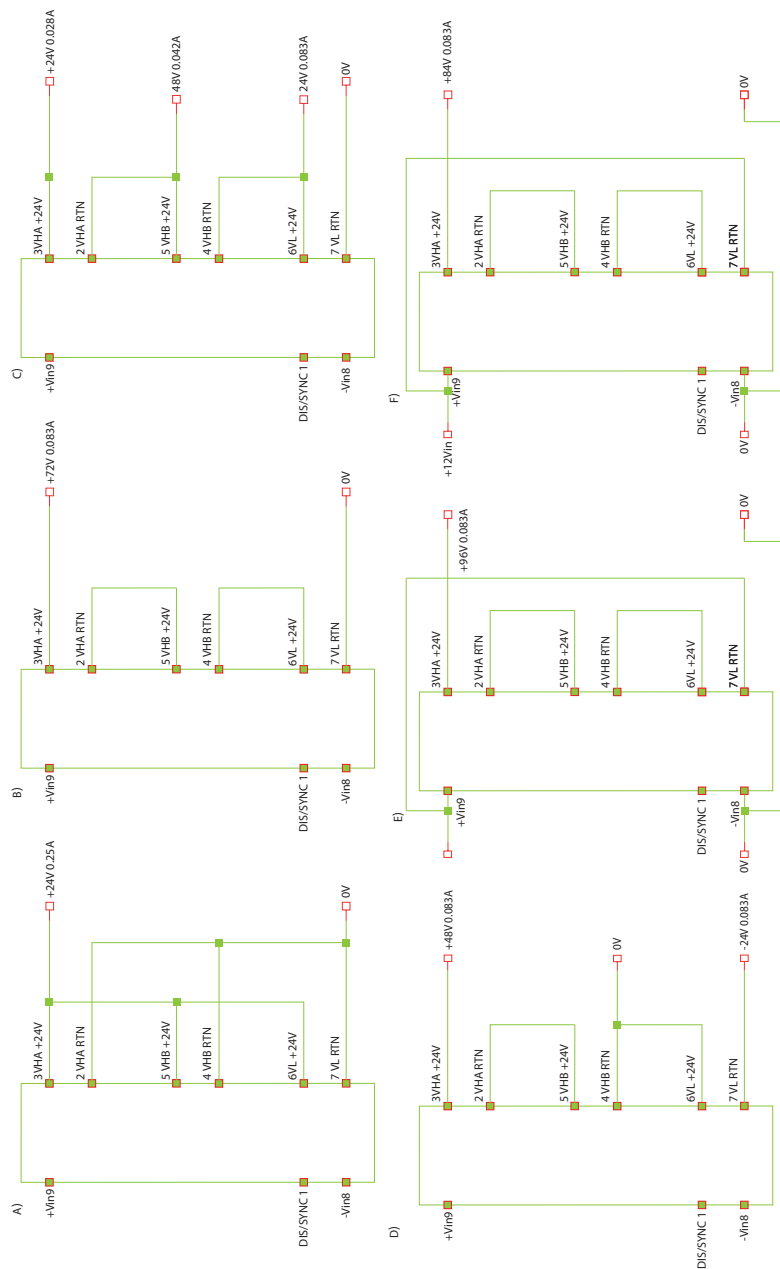 A)
+Vin9
DIS/SYNC 1
-Vin8
3VHA +24V
2 VHA RTN
5 VHB +24V
4 VHB RTN
6VL +24V
7 VL RTN
+24V 0.25A
0V
B)
+Vin9
DIS/SYNC 1
-Vin8
3VHA +24V
2 VHA RTN
5 VHB +24V
4 VHB RTN
6VL +24V
7 VL RTN
+72V 0.083A
0V
C)
+Vin9
DIS/SYNC 1
-Vin8
3VHA +24V
2 VHA RTN
5 VHB +24V
4 VHB RTN
6VL +24V
7 VL RTN
+24V 0.028A
48V 0.042A
24V 0.083A
0V
D)
+Vin9
DIS/SYNC 1
-Vin8
3VHA +24V
2 VHA RTN
5 VHB +24V
4 VHB RTN
6VL +24V
7 VL RTN
+48V 0.083A
0V
-24V 0.083A
E)
+Vin9
DIS/SYNC 1
-Vin8
0V
3VHA +24V
2 VHA RTN
5 VHB +24V
4 VHB RTN
6VL +24V
7 VL RTN
+96V 0.083A
0V
F)
+12Vin
+Vin9
DIS/SYNC 1
-Vin8
0V
3VHA +24V
2 VHA RTN
5 VHB +24V
4 VHB RTN
6VL +24V
7 VL RTN
+84V 0.083A
0V